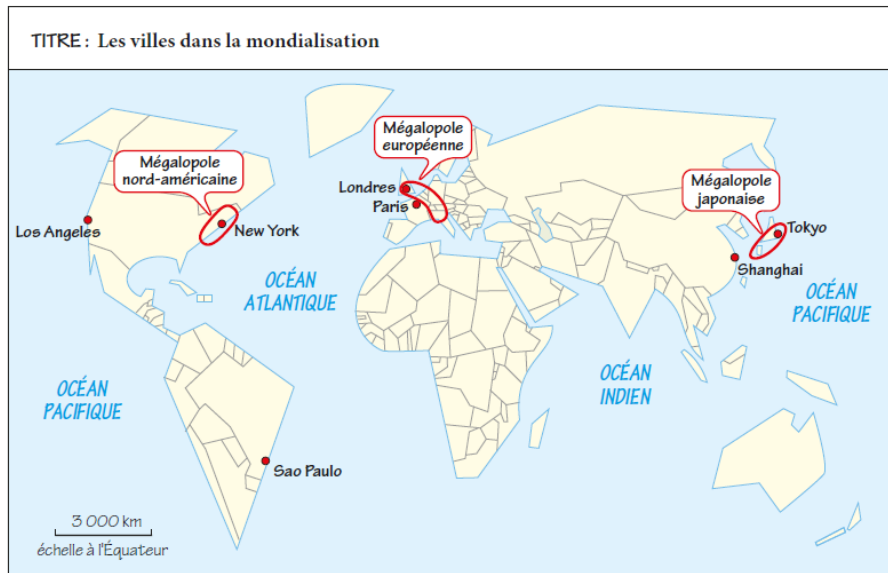 TITRE : Les villes dans la mondialisation
Mégalopole
européenne
Mégalopole
nord-américaine
Londres
Paris
Mégalopole
japonaise
Los Angeles
New York
Tokyo
Shanghai
OCÉAN
ATLANTIQUE
OCÉAN
PACIFIQUE
OCÉAN
INDIEN
OCÉAN
PACIFIQUE
Sao Paulo
3 000 km
échelle à l'Équateur